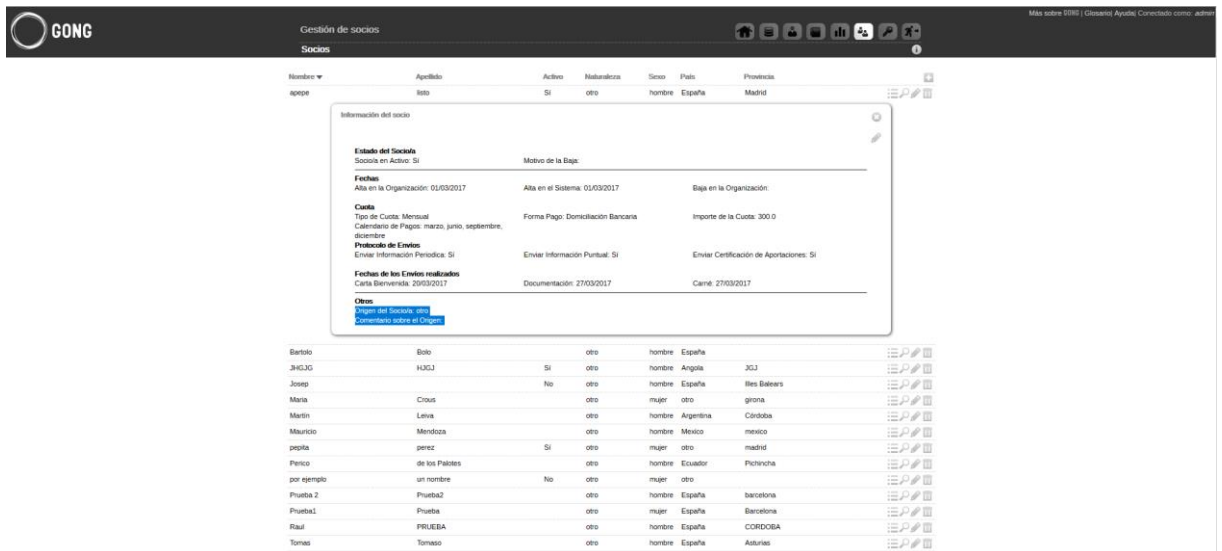 Más sobre GONG | Glosario| Ayuda| Conectado como: admin
GONG
Gestión de socios
Socios
Nombre Apellido Activo Naturaleza Sexo País Provincia
apepe listo Sí otro hombre España Madrid
Información del socio
Estado del Socio/a
Socio/a en Activo: Sí Motivo de la Baja:
Fechas
Alta en la Organización: 01/03/2017 Alta en el Sistema: 01/03/2017 Baja en la Organización:
Cuota
Tipo de Cuota: Mensual Forma Pago: Domiciliación Bancaria Importe de la Cuota: 300.0
Calendario de Pagos: marzo, junio, septiembre,
diciembre
Protocolo de Envios
Enviar Información Periodica: Sí Enviar Información Puntual: Sí Enviar Certificación de Aportaciones: Sí
Fechas de los Envios realizados
Carta Bienvenida: 20/03/2017 Documentación: 27/03/2017 Carné: 27/03/2017
Otros
Origen del Socio/a: otro
Comentario sobre el Origen:
Bartolo Bolo otro hombre España
JHGJG HJGJ Sí otro hombre Angola JGJ
Josep No otro hombre España Illes Balears
Maria Crous otro mujer otro girona
Martín Leiva otro hombre Argentina Córdoba
Mauricio Mendoza otro hombre Mexico mexico
pepita perez Sí otro mujer otro madrid
Perico de los Palotes otro hombre Ecuador Pichincha
por ejemplo un nombre No otro mujer otro
Prueba 2 Prueba2 otro hombre España barcelona
Prueba1 Prueba otro mujer España Barcelona
Raul PRUEBA otro hombre España CORDOBA
Tomas Tomaso otro hombre España Asturias